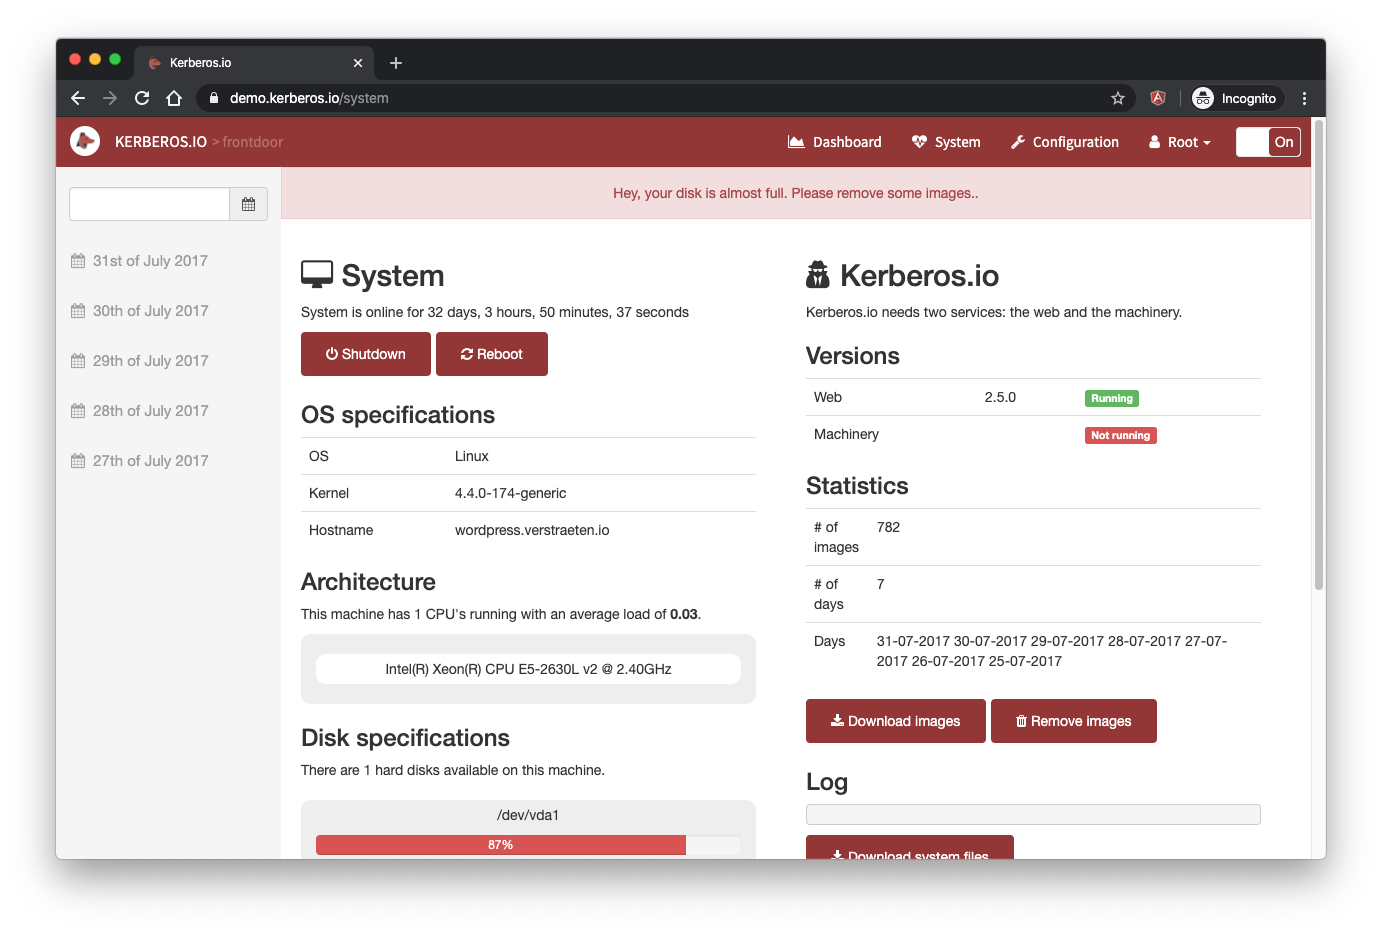 Kerberos.io
demo.kerberos.io/system
Incognito
KERBEROS.IO > frontdoor
Dashboard
System
Configuration
Root
On
Hey, your disk is almost full. Please remove some images..
31st of July 2017
30th of July 2017
29th of July 2017
28th of July 2017
27th of July 2017
System
System is online for 32 days, 3 hours, 50 minutes, 37 seconds
Shutdown
Reboot
OS specifications
OS Linux
Kernel 4.4.0-174-generic
Hostname wordpress.verstraeten.io
Architecture
This machine has 1 CPU's running with an average load of 0.03.
Intel(R) Xeon(R) CPU E5-2630L v2 @ 2.40GHz
Disk specifications
There are 1 hard disks available on this machine.
/dev/vda1
87%
Kerberos.io
Kerberos.io needs two services: the web and the machinery.
Versions
Web 2.5.0 Running
Machinery Not running
Statistics
# of 782
images
# of 7
days
Days 31-07-2017 30-07-2017 29-07-2017 28-07-2017 27-07-
2017 26-07-2017 25-07-2017
Download images
Remove images
Log
Download system files